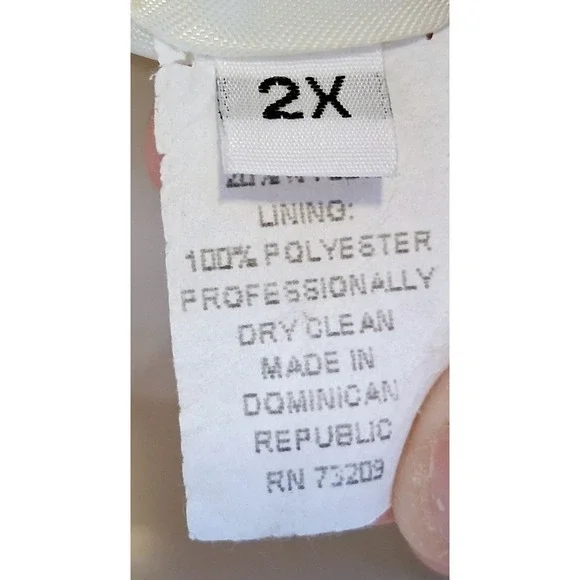 2X
LINING:
100% POLYESTER
PROFESSIONALLY
DRY CLEAN
MADE IN
DOMINICAN
REPUBLIC
RN 73209